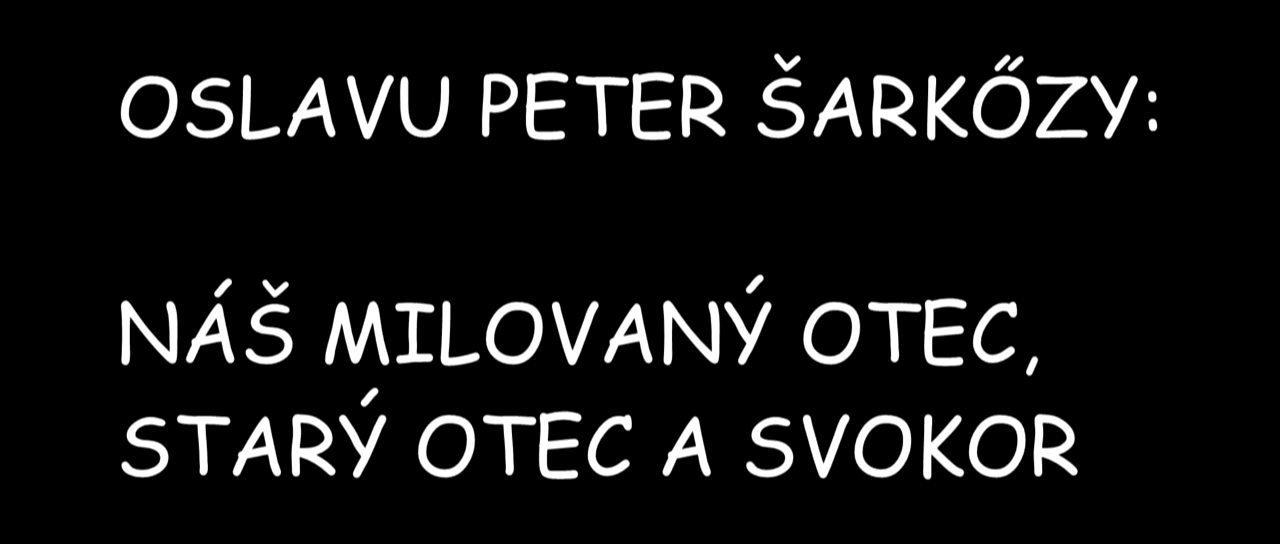 OSLAVU PETER ŠARKŐZY:
NÁŠ MILOVANÝ OTEC,
STARÝ OTEC A SVOKOR